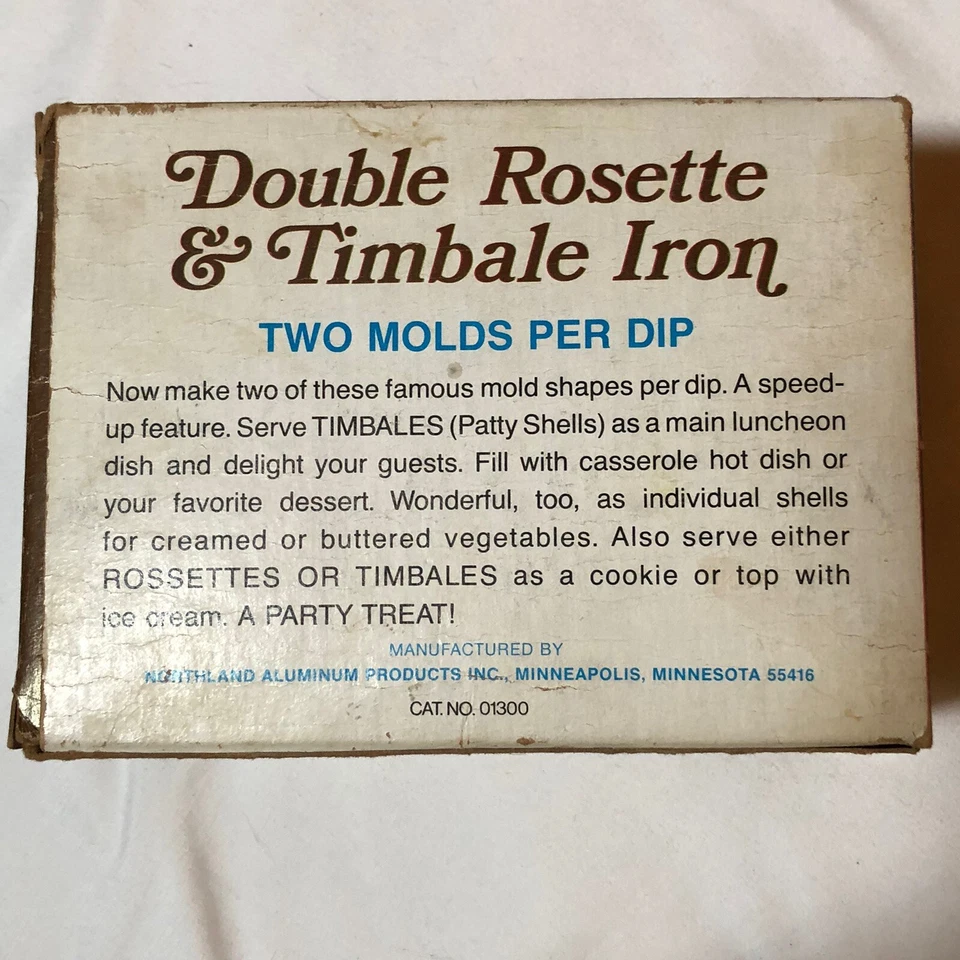 Double Rosette
& Timbale Iron
TWO MOLDS PER DIP
Now make two of these famous mold shapes per dip. A speed-
up feature. Serve TIMBALES (Patty Shells) as a main luncheon
dish and delight your guests. Fill with casserole hot dish or
your favorite dessert. Wonderful, too, as individual shells
for creamed or buttered vegetables. Also serve either
ROSSETTES OR TIMBALES as a cookie or top with
ice cream. A PARTY TREAT!
MANUFACTURED BY
NORTHLAND ALUMINUM PRODUCTS INC., MINNEAPOLIS, MINNESOTA 55416
CAT. NO. 01300